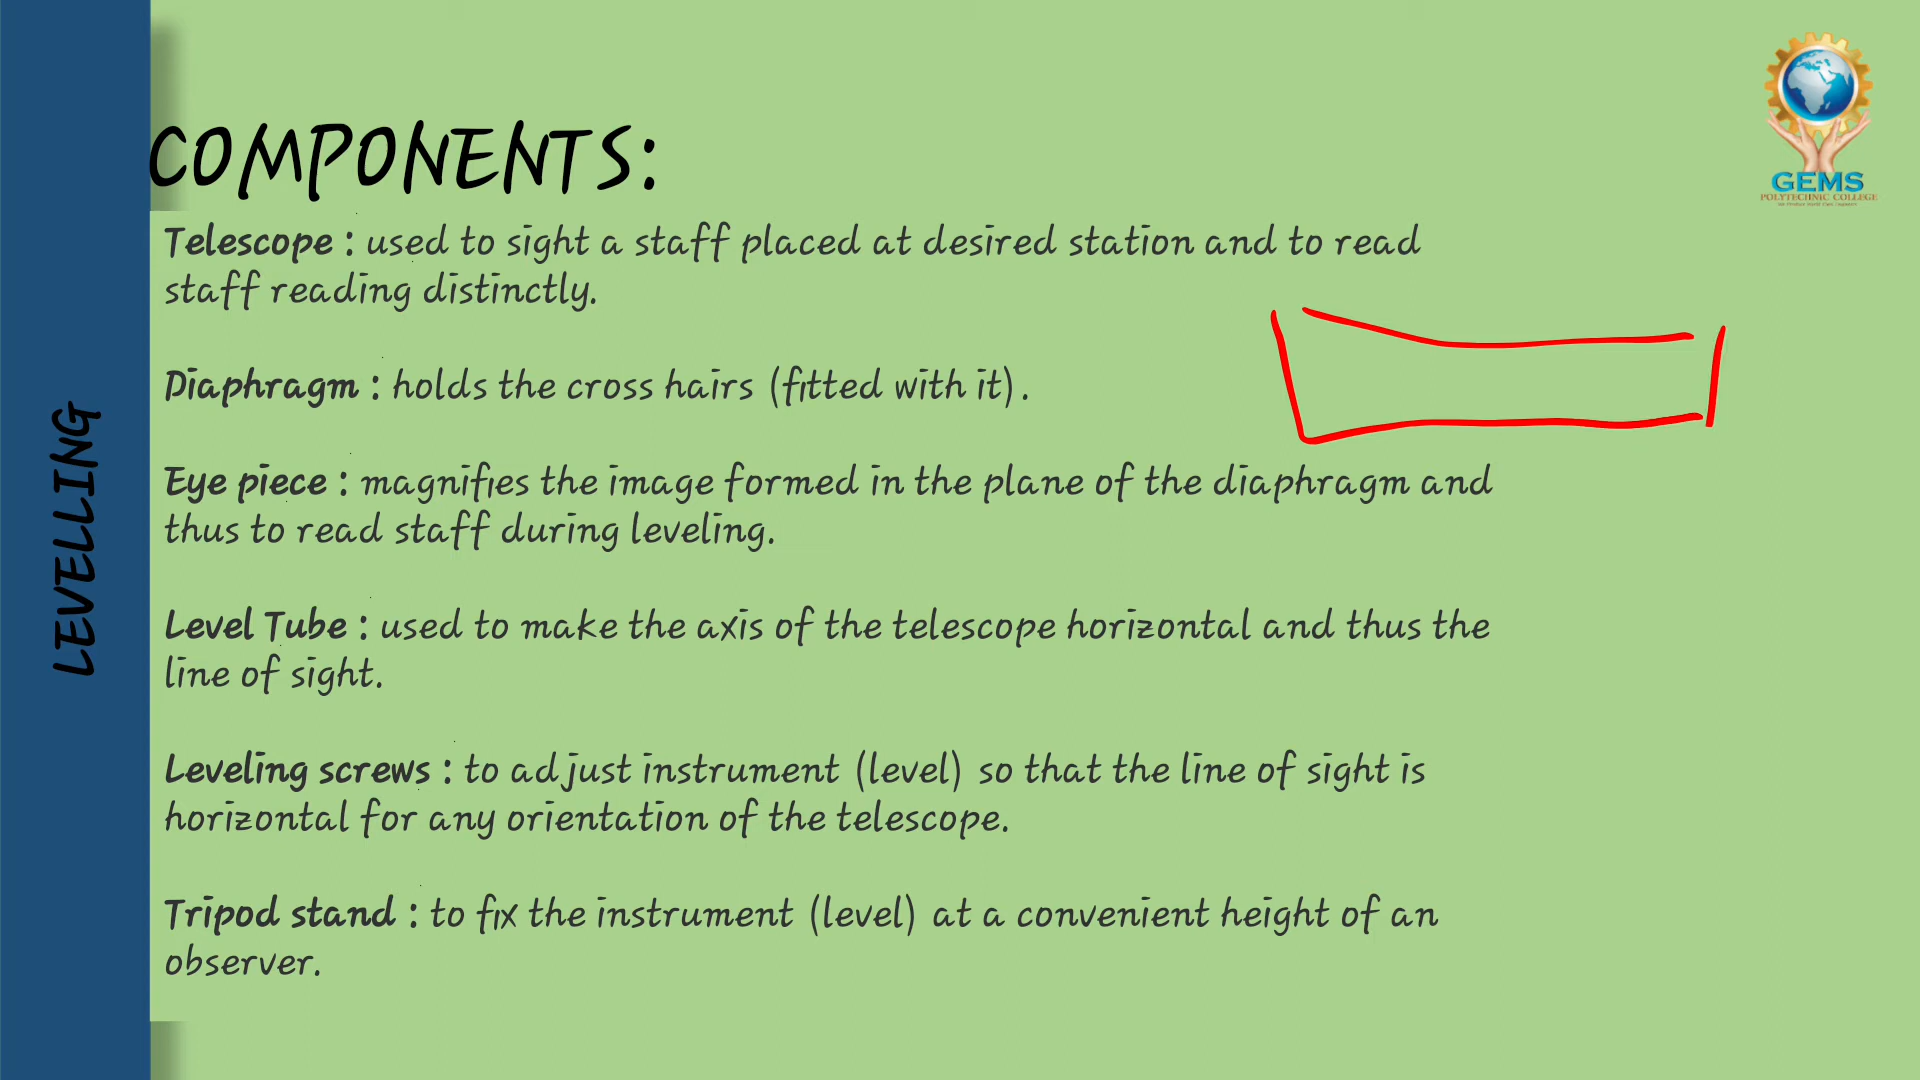 GEMS
POLYTECHNIC COLLEGE
COMPONENTS:
Telescope : used to sight a staff placed at desired station and to read
staff reading distinctly.
Diaphragm : holds the cross hairs (fitted with it).
Eye piece : magnifies the image formed in the plane of the diaphragm and
thus to read staff during leveling.
Level Tube : used to make the axis of the telescope horizontal and thus the
line of sight.
Leveling screws : to adjust instrument (level) so that the line of sight is
horizontal for any orientation of the telescope.
Tripod stand : to fix the instrument (level) at a convenient height of an
observer.
LEVELLING